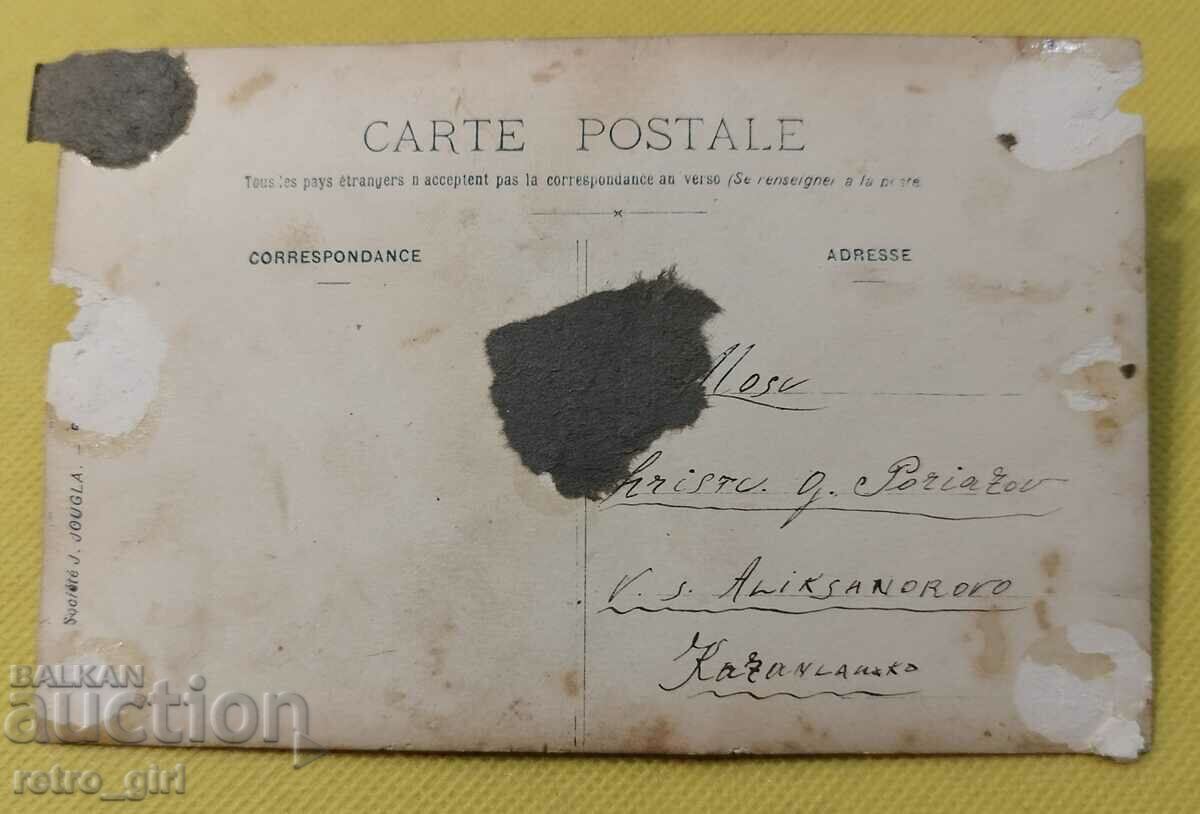 CARTE POSTALE
Tous les pays étrangers n'acceptent pas la correspondance au verso (Se renseigner à la poste
CORRESPONDANCE
ADRESSE
hristu. g. Poriazov
V. S. ALIKSANDROVO
Kazanlaшko
Société J. JOUGLA.
BALKAN
auction
retro_girl